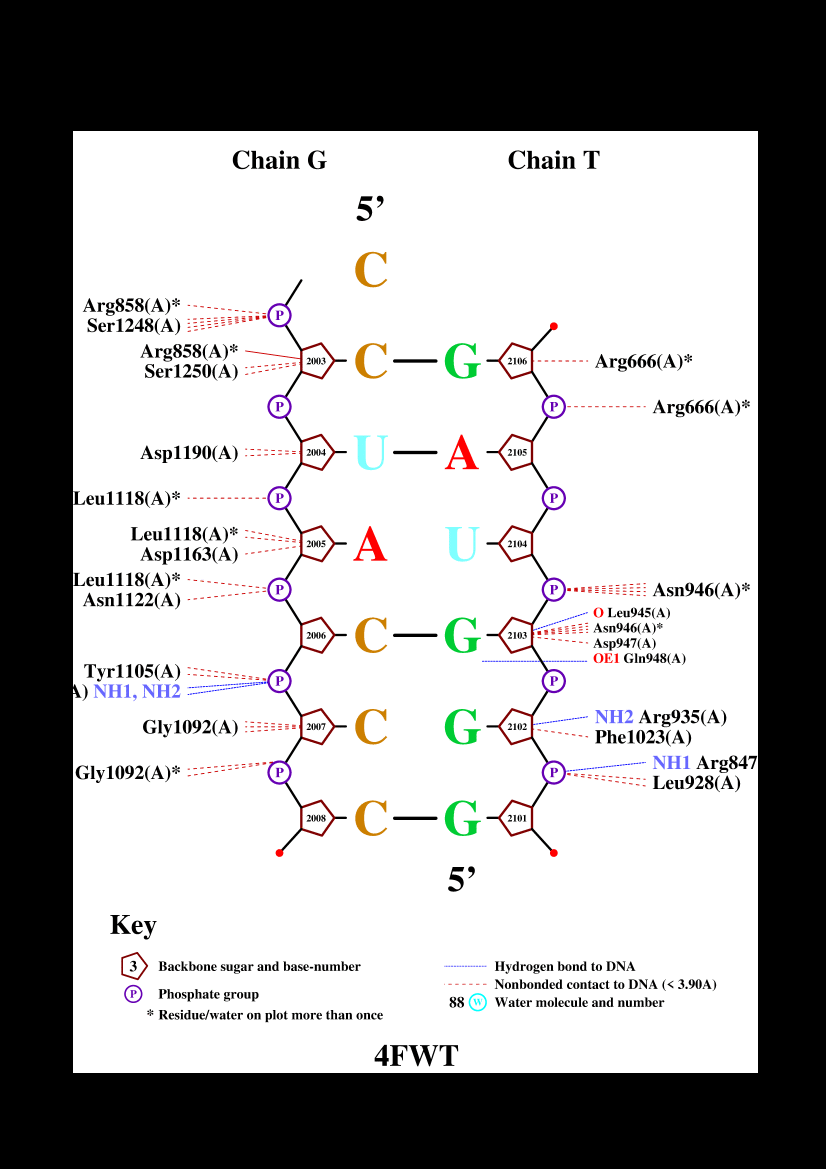 Chain G Chain T
5’
C
Arg858(A)* P
Ser1248(A)
Arg858(A)* 2003 C G 2106 Arg666(A)*
Ser1250(A)
P P Arg666(A)*
Asp1190(A) 2004 U A 2105
Leu1118(A)* P P
Leu1118(A)* 2005 A U 2104
Asp1163(A)
Leu1118(A)* P P Asn946(A)*
Asn1122(A)
O Leu945(A)
2006 C G 2103 Asn946(A)*
Asp947(A)
OE1 Gln948(A)
Tyr1105(A) P P
A) NH1, NH2
Gly1092(A) 2007 C G 2102 NH2 Arg935(A)
Phe1023(A)
Gly1092(A)* P P NH1 Arg847
Leu928(A)
2008 C G 2101
5’
Key
3 Backbone sugar and base-number
P Phosphate group
* Residue/water on plot more than once
Hydrogen bond to DNA
Nonbonded contact to DNA (< 3.90A)
88 W Water molecule and number
4FWT